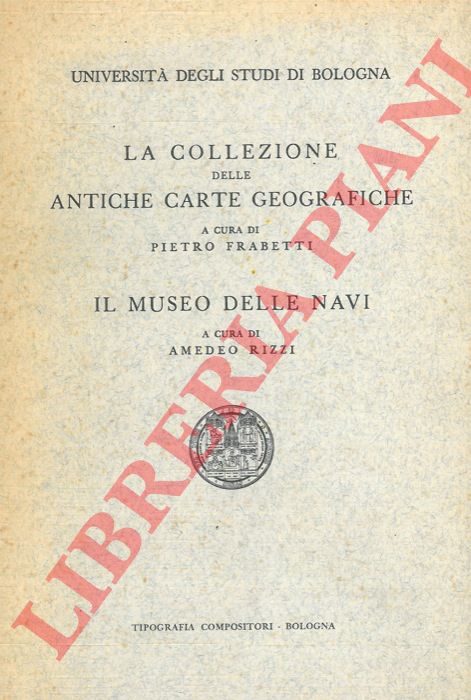 UNIVERSITÀ DEGLI STUDI DI BOLOGNA
LA COLLEZIONE
DELLE
ANTICHE CARTE GEOGRAFICHE
A CURA DI
PIETRO FRABETTI
IL MUSEO DELLE NAVI
A CURA DI
AMEDEO RIZZI
TIPOGRAFIA COMPOSITORI - BOLOGNA
LIBRERIA PIANI